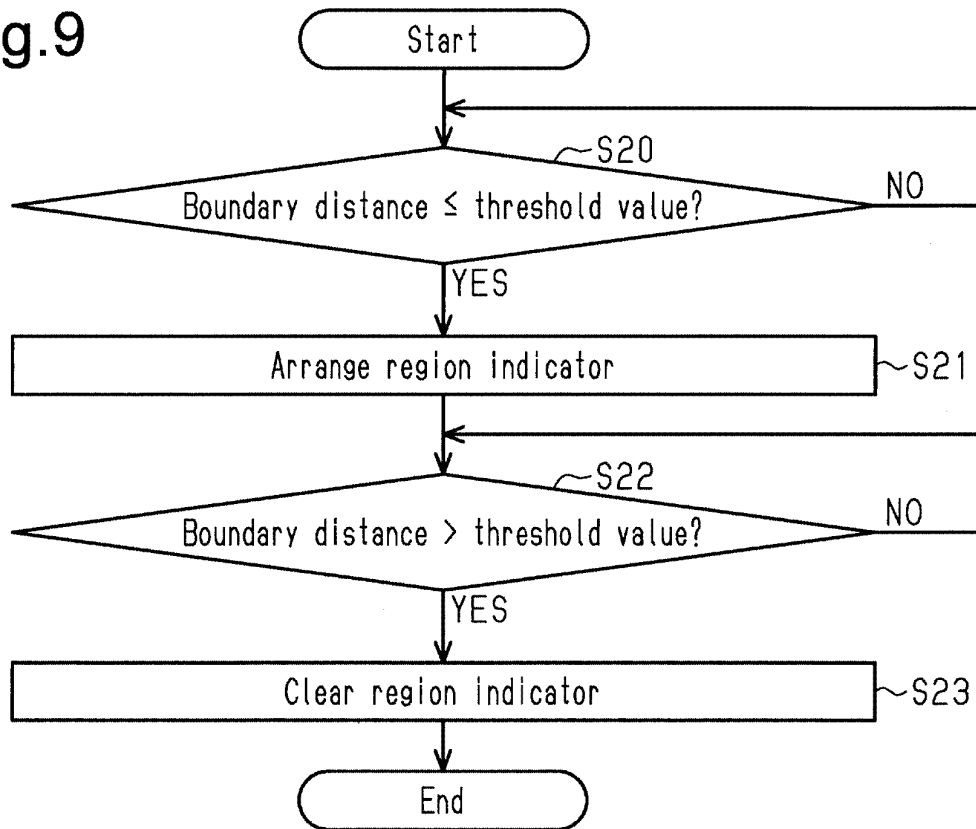 g.9
Start
S20
Boundary distance ≤ threshold value?
NO
YES
Arrange region indicator
S21
S22
Boundary distance > threshold value?
NO
YES
Clear region indicator
S23
End